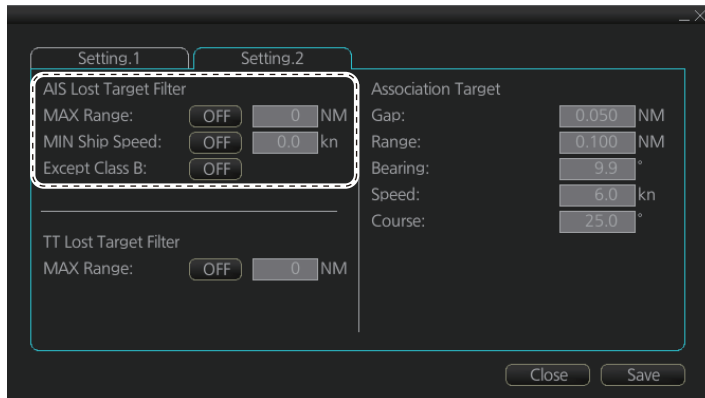 Setting.1 Setting.2
AIS Lost Target Filter
MAX Range: OFF 0 NM
MIN Ship Speed: OFF 0.0 kn
Except Class B: OFF
TT Lost Target Filter
MAX Range: OFF 0 NM
Association Target
Gap: 0.050 NM
Range: 0.100 NM
Bearing: 9.9 °
Speed: 6.0 kn
Course: 25.0 °
Close Save